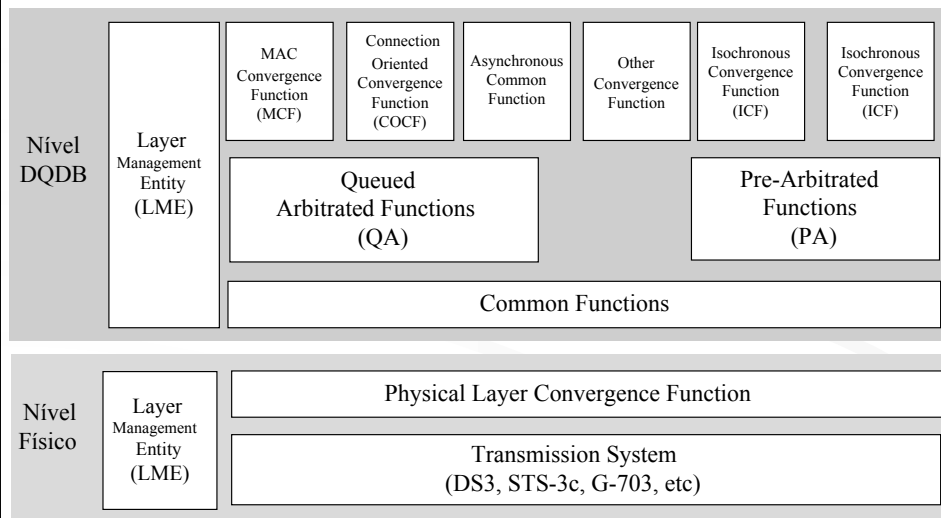 Nível
DQDB
Layer
Management
Entity
(LME)
MAC
Convergence
Function
(MCF)
Connection
Oriented
Convergence
Function
(COCF)
Asynchronous
Common
Function
Other
Convergence
Function
Isochronous
Convergence
Function
(ICF)
Isochronous
Convergence
Function
(ICF)
Queued
Arbitrated Functions
(QA)
Pre-Arbitrated
Functions
(PA)
Common Functions
Nível
Físico
Layer
Management
Entity
(LME)
Physical Layer Convergence Function
Transmission System
(DS3, STS-3c, G-703, etc)